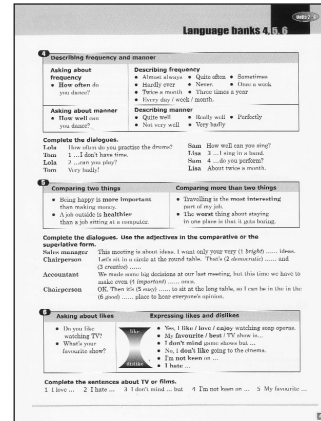 Units 4, 5, 6
Language banks 4, 5, 6
4
Describing frequency and manner
Asking about frequency
• How often do you dance?
Describing frequency
• Almost always • Quite often • Sometimes
• Hardly ever • Never. • Once a week
• Twice a month • Three times a year
• Every day / week / month.
Asking about manner
• How well can you dance?
Describing manner
• Quite well • Really well • Perfectly
• Not very well • Very badly
Complete the dialogues.
Lola How often do you practise the drums?
Tom 1 ...I don't have time.
Lola 2 ...can you play?
Tom Very badly!
Sam How well can you sing?
Lisa 3 ...I sing in a band.
Sam 4 ...do you perform?
Lisa About twice a month.
5
Comparing two things
• Being happy is more important than making money.
• A job outside is healthier than a job sitting at a computer.
Comparing more than two things
• Travelling is the most interesting part of my job.
• The worst thing about staying in one place is that it gets boring.
Complete the dialogues. Use the adjectives in the comparative or the superlative form.
Sales manager This meeting is about ideas. I want only your very (1 bright) ...... ideas.
Chairperson Let's sit in a circle at the round table. That's (2 democratic) ...... and
(3 creative) ......
Accountant We made some big decisions at our last meeting, but this time we have to
make even (4 important) ...... ones.
Chairperson OK. Then it's (5 easy) ...... to sit at the long table, so I can be in the in the
(6 good) ...... place to hear everyone's opinion.
6
Asking about likes
• Do you like watching TV?
• What's your favourite show?
like
dislike
Expressing likes and dislikes
• Yes, I like / love / enjoy watching soap operas.
• My favourite / best / TV show is...
• I don't mind game shows but ...
• No, I don't like going to the cinema.
• I'm not keen on ...
• I hate ...
Complete the sentences about TV or films.
1 I love ... 2 I hate ... 3 I don't mind ... but 4 I'm not keen on ... 5 My favourite ...